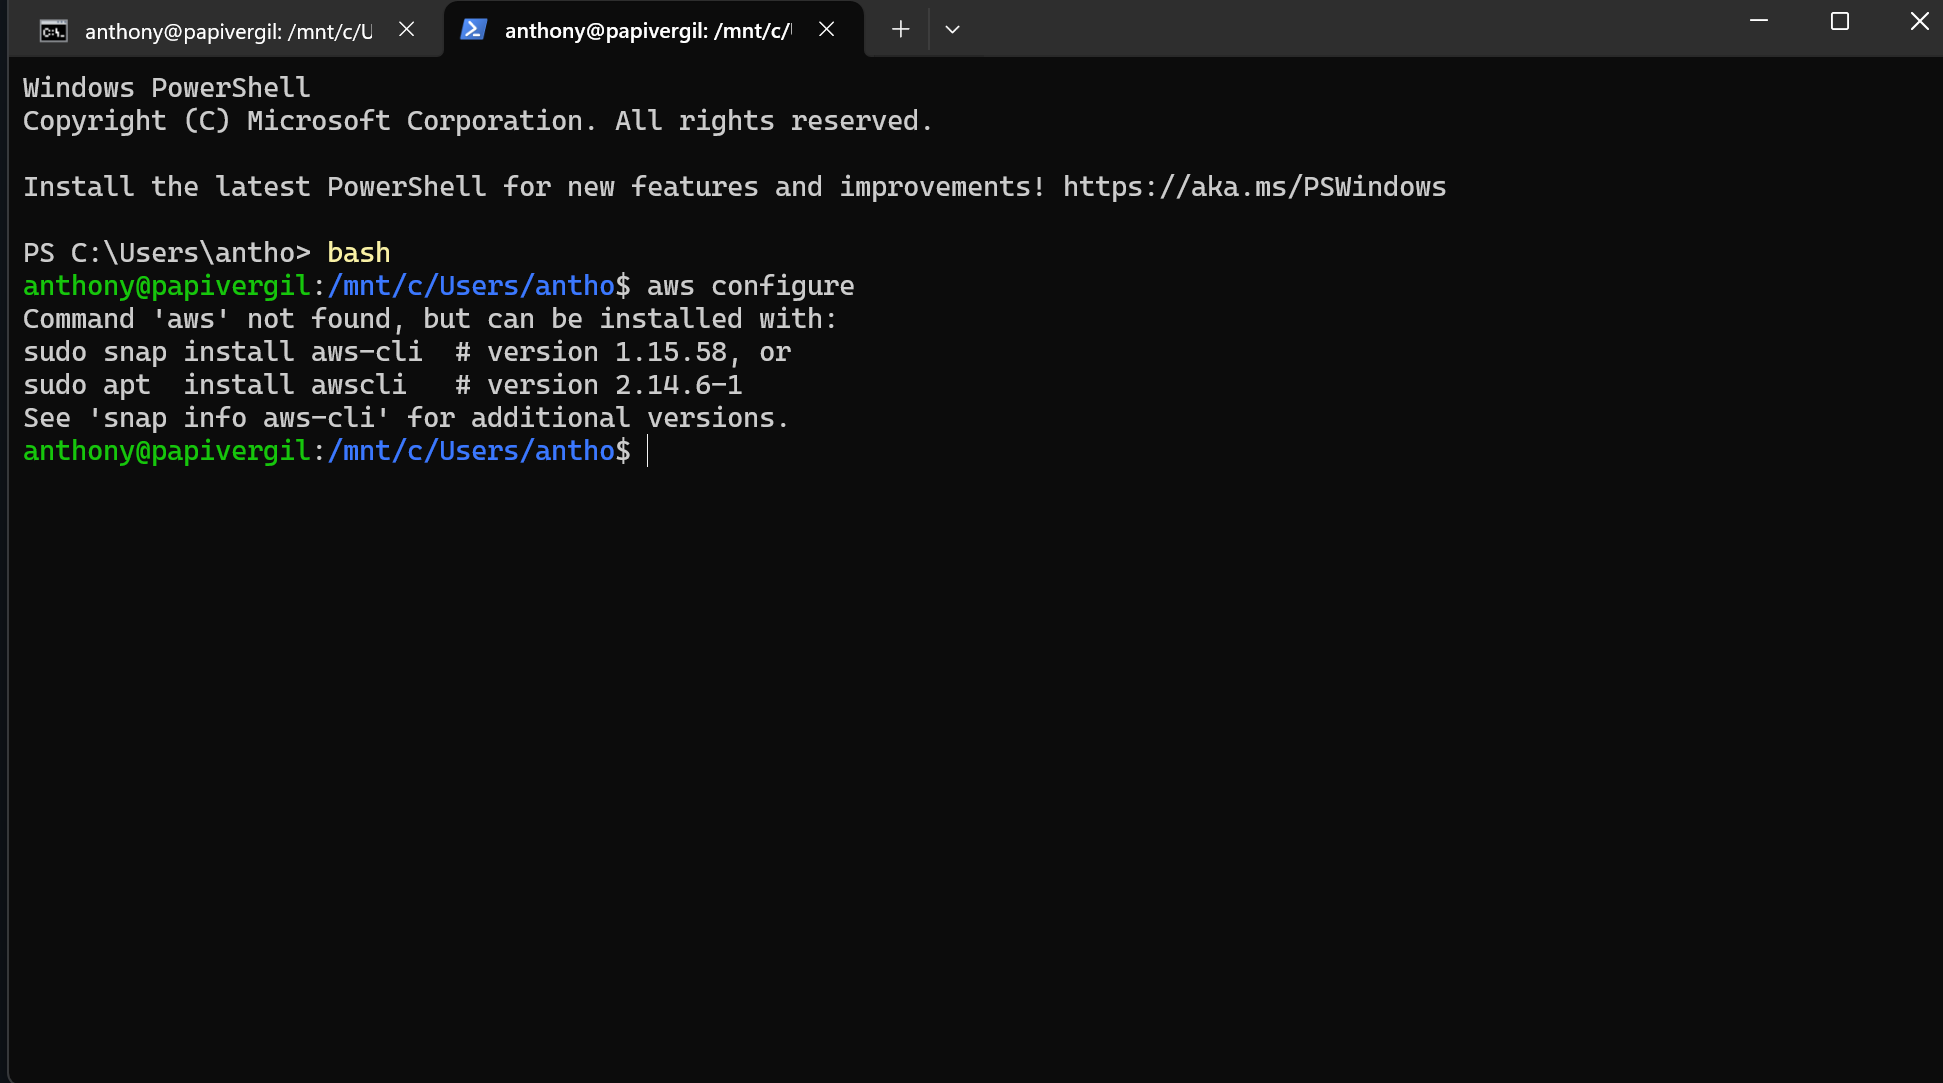 anthony@papivergil: /mnt/c/U
anthony@papivergil: /mnt/c/
Windows PowerShell
Copyright (C) Microsoft Corporation. All rights reserved.
Install the latest PowerShell for new features and improvements! https://aka.ms/PSWindows
PS C:\Users\antho> bash
anthony@papivergil:/mnt/c/Users/antho$ aws configure
Command 'aws' not found, but can be installed with:
sudo snap install aws-cli  # version 1.15.58, or
sudo apt  install awscli   # version 2.14.6-1
See 'snap info aws-cli' for additional versions.
anthony@papivergil:/mnt/c/Users/antho$